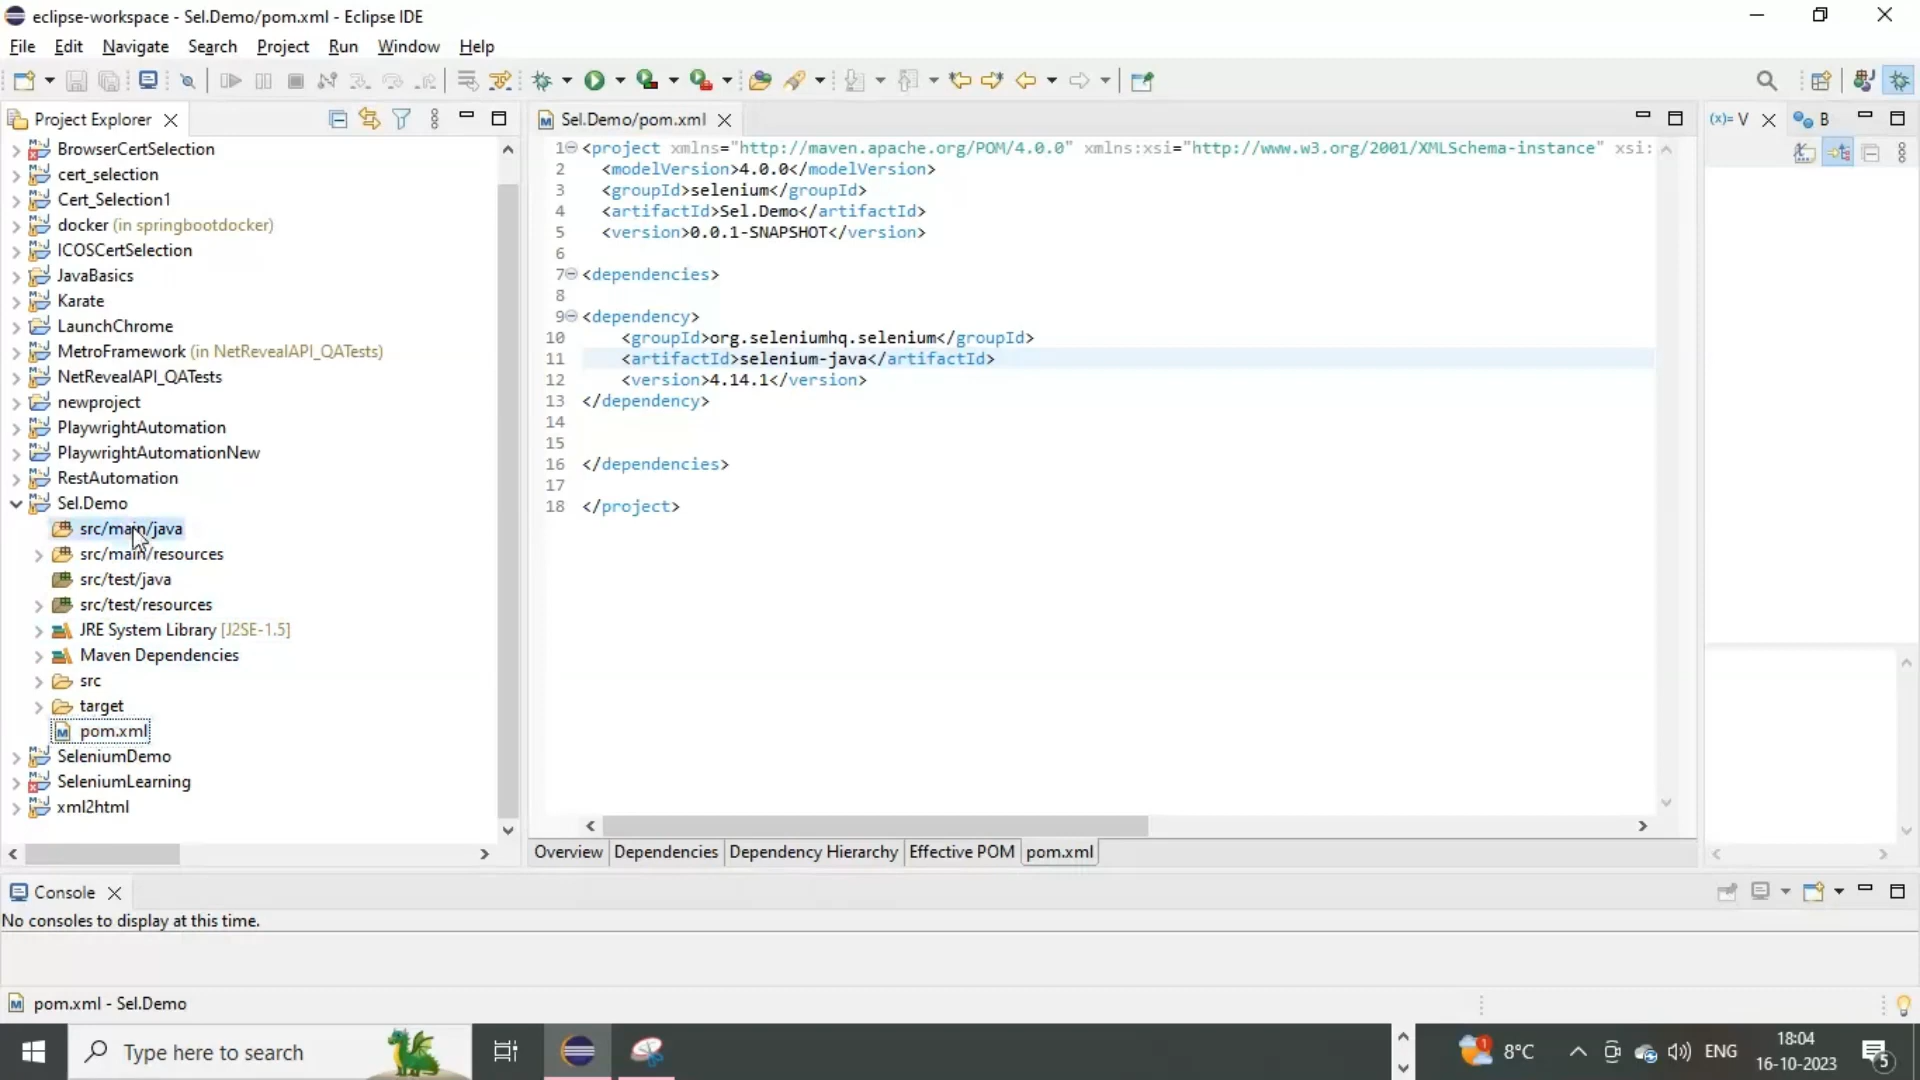 eclipse-workspace - Sel.Demo/pom.xml - Eclipse IDE
File Edit Navigate Search Project Run Window Help
Project Explorer
Sel.Demo/pom.xml
(x)= V
B
BrowserCertSelection
cert_selection
Cert_Selection1
docker (in springbootdocker)
ICOSCertSelection
JavaBasics
Karate
LaunchChrome
MetroFramework (in NetRevealAPI_QATests)
NetRevealAPI_QATests
newproject
PlaywrightAutomation
PlaywrightAutomationNew
RestAutomation
Sel.Demo
src/main/java
src/main/resources
src/test/java
src/test/resources
JRE System Library [J2SE-1.5]
Maven Dependencies
src
target
pom.xml
SeleniumDemo
SeleniumLearning
xml2html
1 <project xmlns="http://maven.apache.org/POM/4.0.0" xmlns:xsi="http://www.w3.org/2001/XMLSchema-instance" xsi:
2 <modelVersion>4.0.0</modelVersion>
3 <groupId>selenium</groupId>
4 <artifactId>Sel.Demo</artifactId>
5 <version>0.0.1-SNAPSHOT</version>
6
7 <dependencies>
8
9 <dependency>
10 <groupId>org.seleniumhq.selenium</groupId>
11 <artifactId>selenium-java</artifactId>
12 <version>4.14.1</version>
13 </dependency>
14
15
16 </dependencies>
17
18 </project>
Overview Dependencies Dependency Hierarchy Effective POM pom.xml
Console
No consoles to display at this time.
pom.xml - Sel.Demo
Type here to search
1
8°C
ENG
18:04
16-10-2023
5